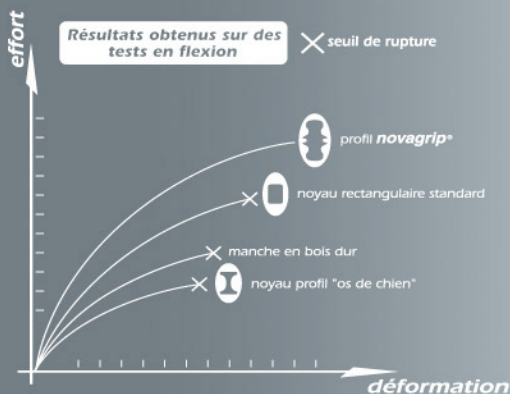 effort
Résultats obtenus sur des
tests en flexion
seuil de rupture
profil novagrip®
noyau rectangulaire standard
manche en bois dur
noyau profil "os de chien"
déformation